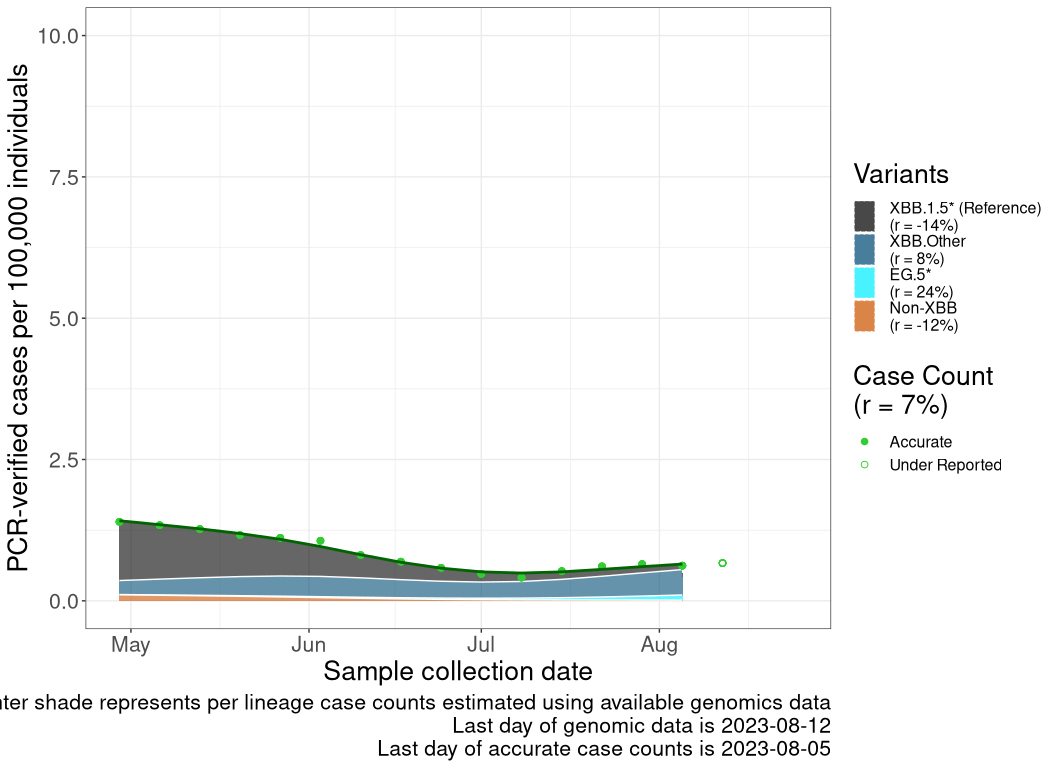 PCR-verified cases per 100,000 individuals
10.0
7.5
5.0
2.5
0.0
May Jun Jul Aug
Sample collection date
shade represents per lineage case counts estimated using available genomics data
Last day of genomic data is 2023-08-12
Last day of accurate case counts is 2023-08-05
Variants
XBB.1.5* (Reference)
(r = -14%)
XBB.Other
(r = 8%)
EG.5*
(r = 24%)
Non-XBB
(r = -12%)
Case Count
(r = 7%)
Accurate
Under Reported